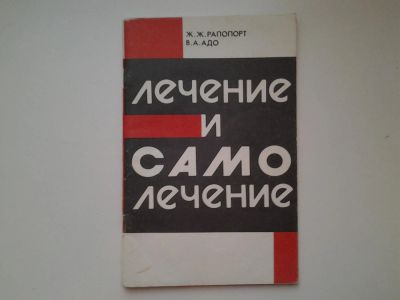 Ж.Ж.РАПОПОРТ
В.А.АДО
ЛЕЧЕНИЕ
И
САМО
ЛЕЧЕНИЕ